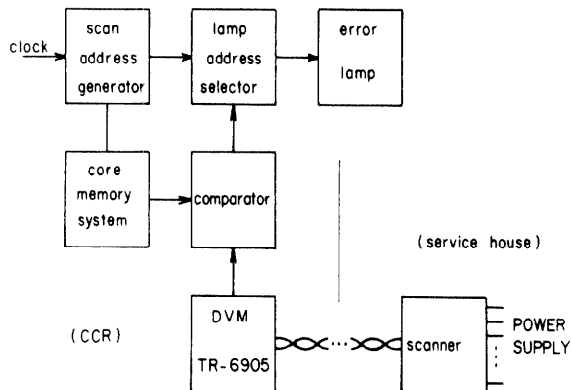 clock
scan
address
generator
lamp
address
selector
error
lamp
core
memory
system
comparator
(service house)
(CCR)
DVM
TR-6905
scanner
POWER
SUPPLY